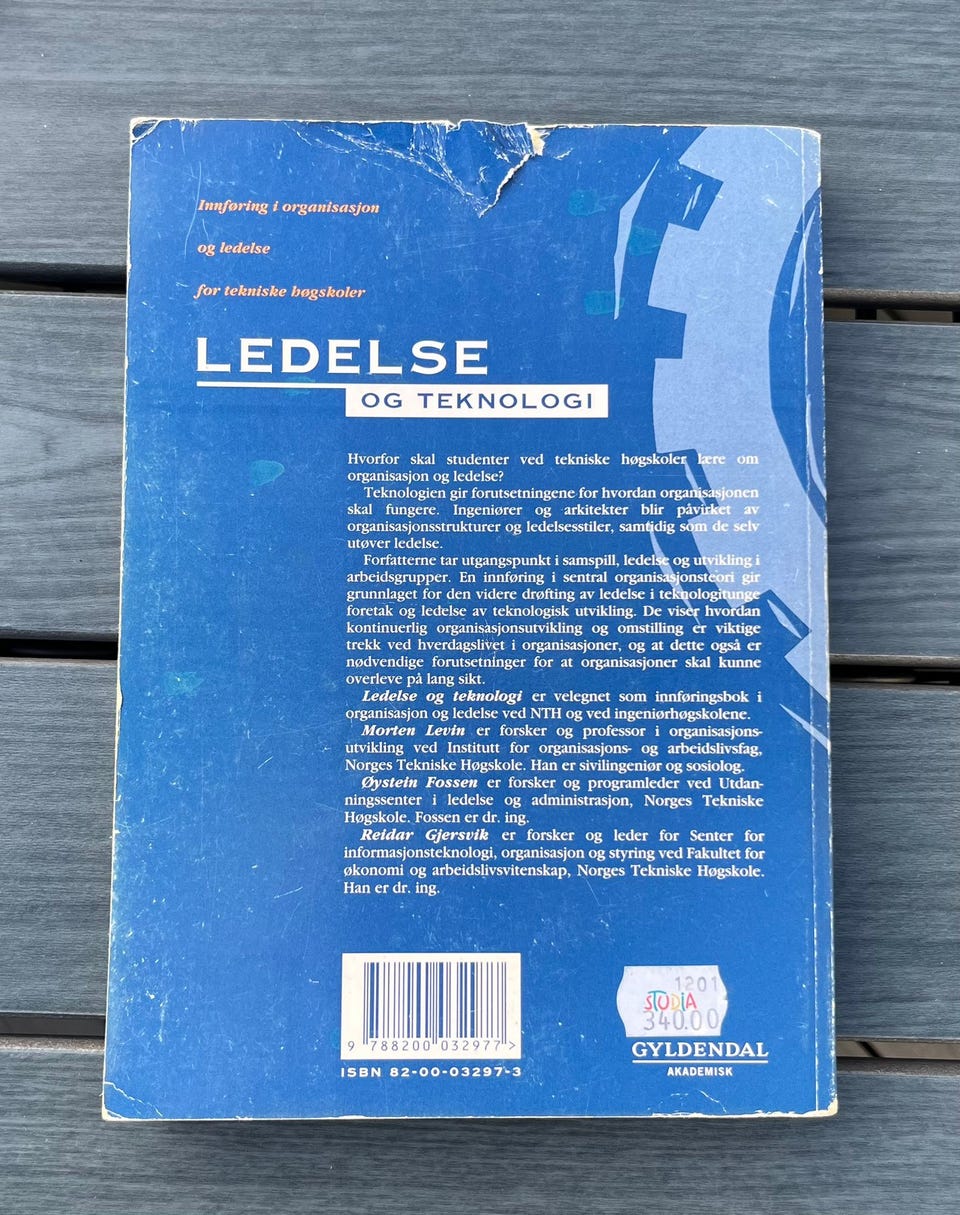 Innføring i organisasjon
og ledelse
for tekniske høgskoler
LEDELSE
OG TEKNOLOGI
Hvorfor skal studenter ved tekniske høgskoler lære om
organisasjon og ledelse?
Teknologien gir forutsetningene for hvordan organisasjonen
skal fungere. Ingeniører og arkitekter blir påvirket av
organisasjonsstrukturer og ledelsesstiler, samtidig som de selv
utøver ledelse.
Forfatterne tar utgangspunkt i samspill, ledelse og utvikling i
arbeidsgrupper. En innføring i sentral organisasjonsteori gir
grunnlaget for den videre drøfting av ledelse i teknologitunge
foretak og ledelse av teknologisk utvikling. De viser hvordan
kontinuerlig organisasjonsutvikling og omstilling er viktige
trekk ved hverdagslivet i organisasjoner, og at dette også er
nødvendige forutsetninger for at organisasjoner skal kunne
overleve på lang sikt.
Ledelse og teknologi er velegnet som innføringsbok i
organisasjon og ledelse ved NTH og ved ingeniørhøgskolene.
Morten Levin er forsker og professor i organisasjons-
utvikling ved Institutt for organisasjons- og arbeidslivsfag,
Norges Tekniske Høgskole. Han er sivilingeniør og sosiolog.
Øystein Fossen er forsker og programleder ved Utdan-
ningssenter i ledelse og administrasjon, Norges Tekniske
Høgskole. Fossen er dr. ing.
Reidar Gjersvik er forsker og leder for Senter for
informasjonsteknologi, organisasjon og styring ved Fakultet for
økonomi og arbeidslivsvitenskap, Norges Tekniske Høgskole.
Han er dr. ing.
9 788200 032977 >
ISBN 82-00-03297-3
1201
STUDIA
340.00
GYLDENDAL
AKADEMISK